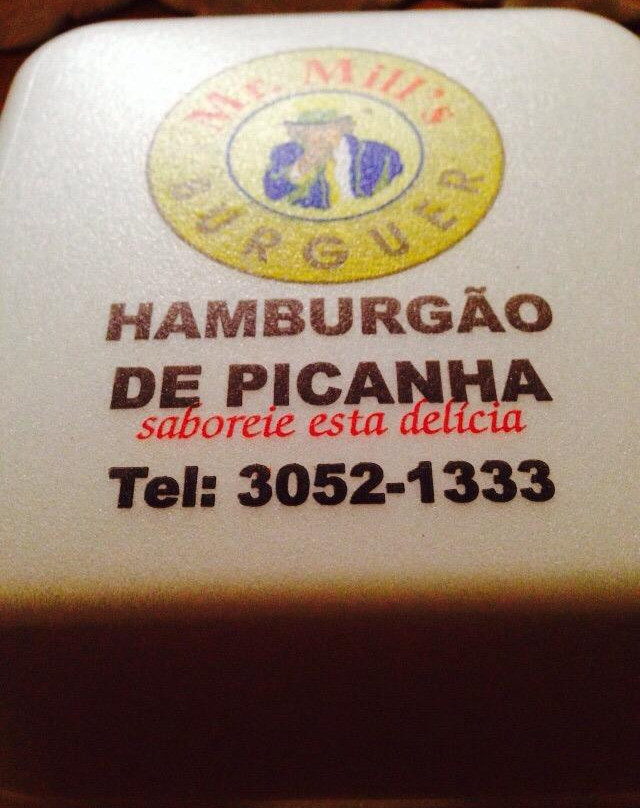 Mr. Mill's
BURGUER
HAMBURGÃO
DE PICANHA
saboreie esta delícia
Tel: 3052-1333